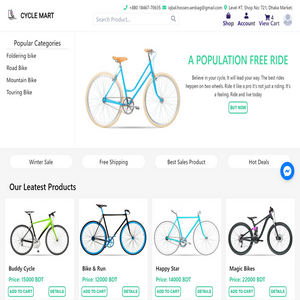 +880 18467-70635 iqbal.hossein.wnbag@gmail.com Level #7, Shop No: 721, Dhaka Market
CYCLE MART
Shop Account View Cart
Popular Categories
Foldering bike
Road Bike
Mountain Bike
Touring Bike
A POPULATION FREE RIDE
Believe in your cycle. It will lead your way. The best rides
happen on two wheels. Ride it like a pro It's not just a riding. It's
a feeling. Ride and live today
BUY NOW
Winter Sale Free Shipping Best Sales Product Hot Deals
Our Leatest Products
Buddy Cycle Bike & Run Happy Star Magic Bikes
Price: 15000 BDT Price: 12000 BDT Price: 14000 BDT Price: 22000 BDT
ADD TO CART DETAILS ADD TO CART DETAILS ADD TO CART DETAILS ADD TO CART DETAILS